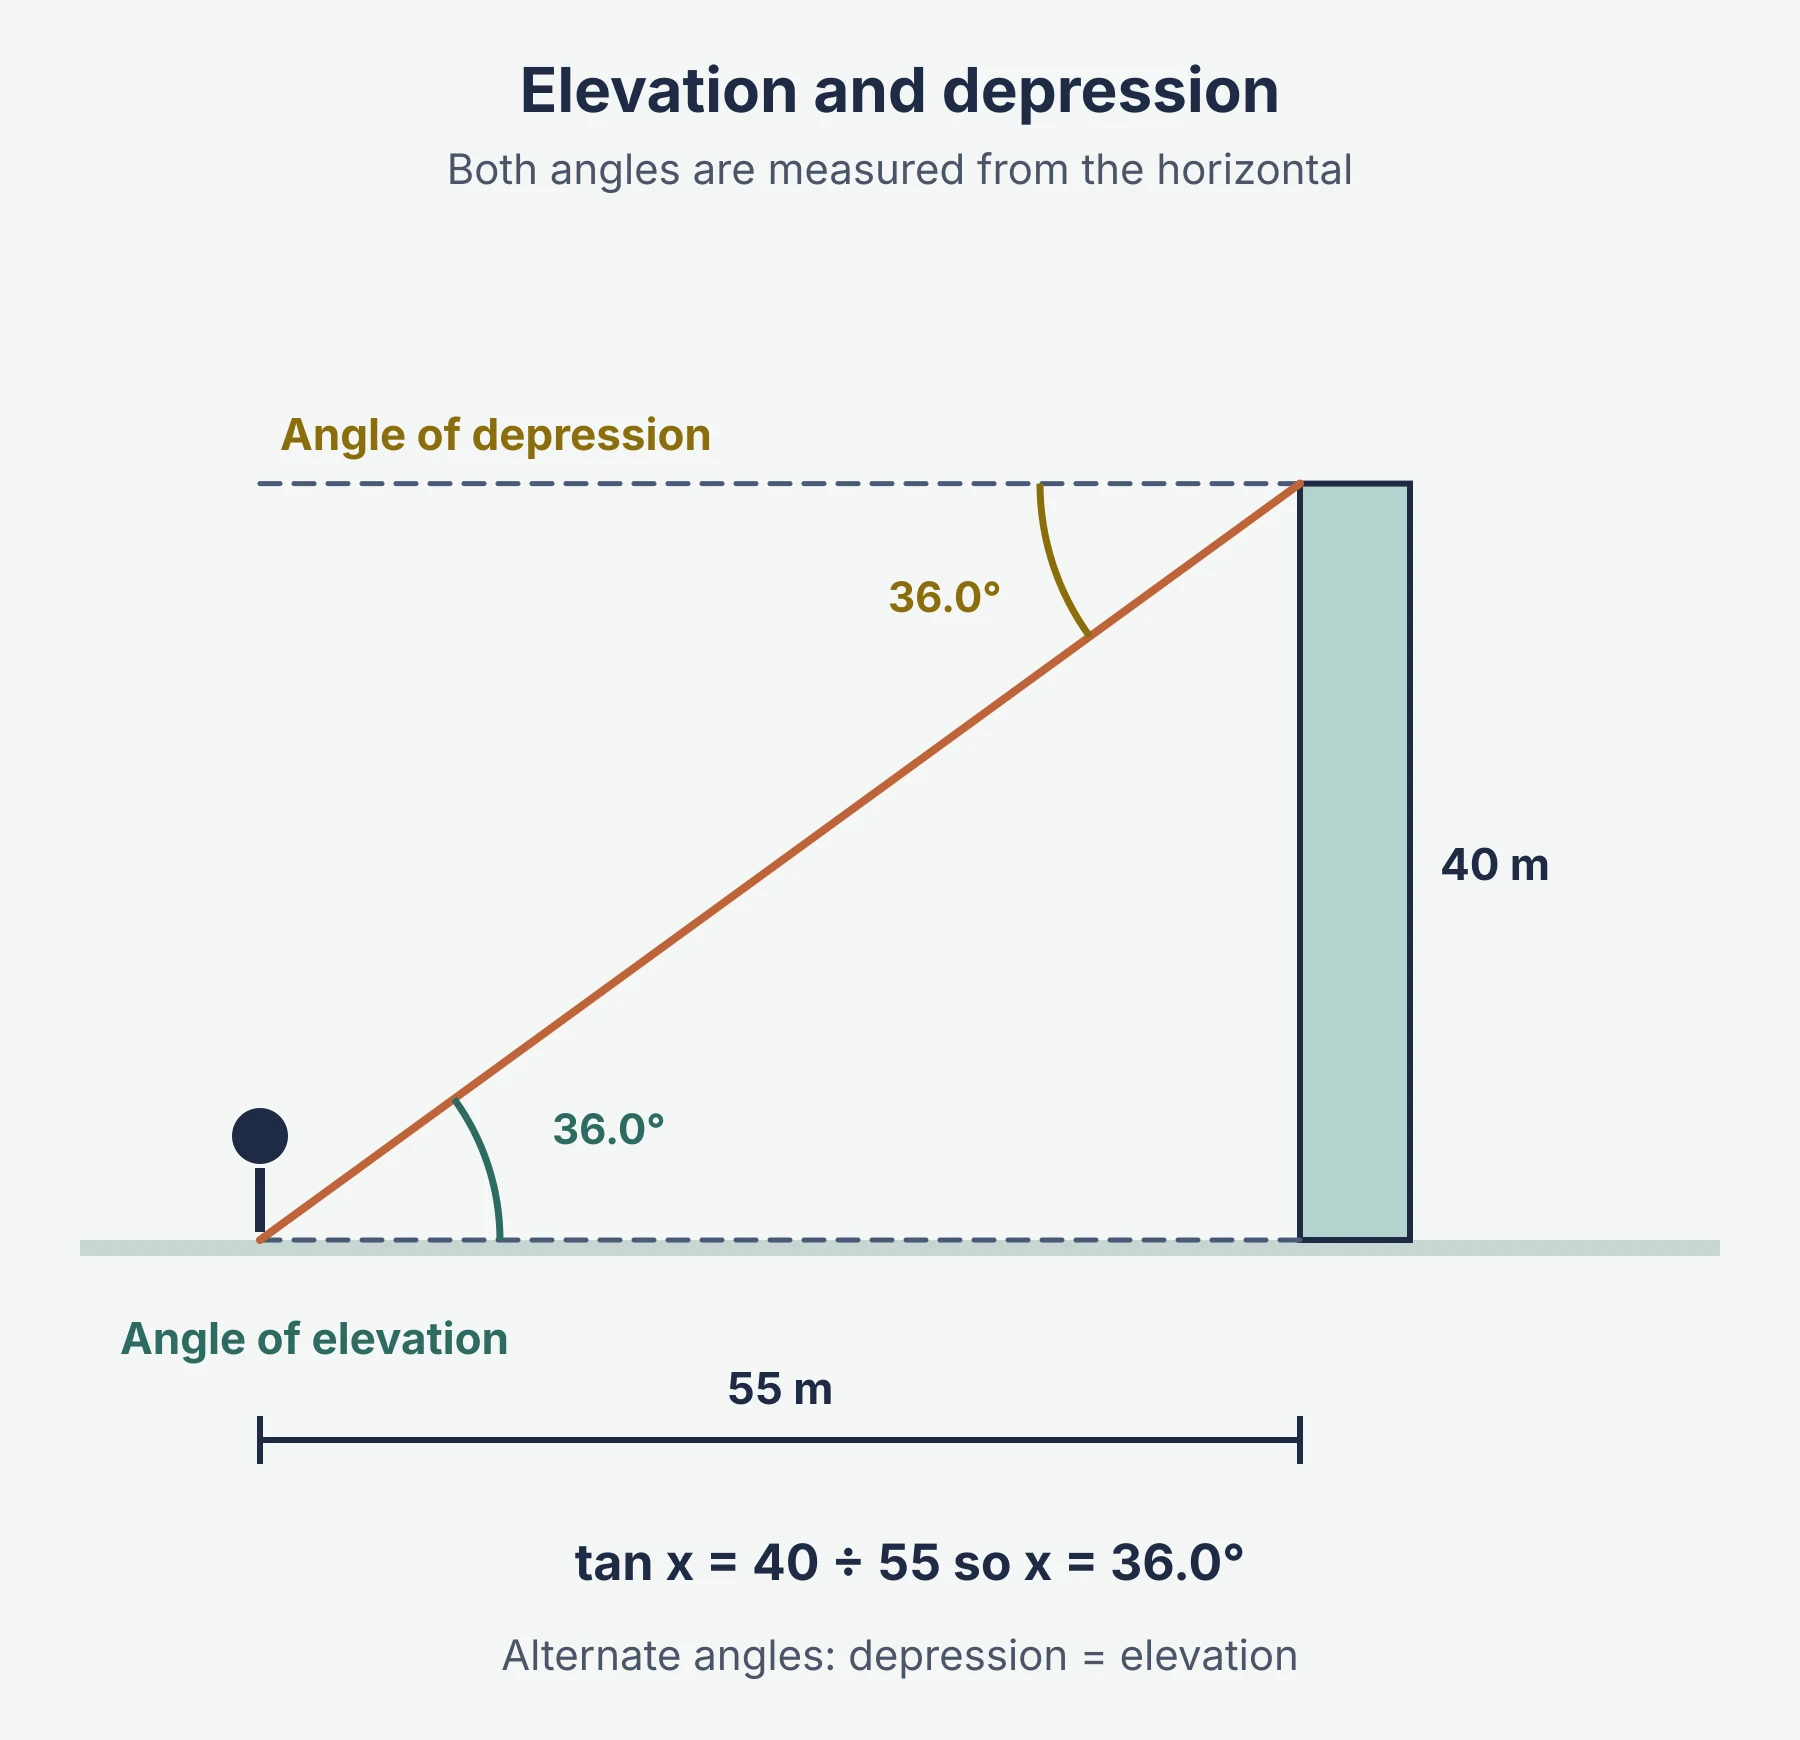 Elevation and depression
Both angles are measured from the horizontal
Angle of depression
36.0°
40 m
36.0°
Angle of elevation
55 m
tan x = 40 ÷ 55 so x = 36.0°
Alternate angles: depression = elevation